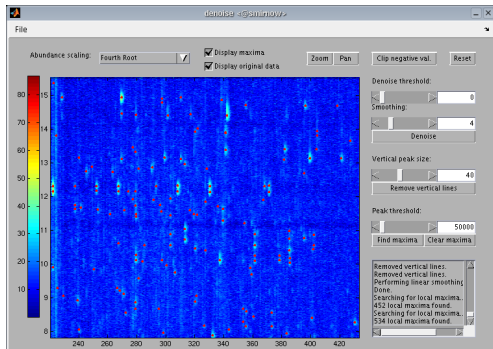 denoise <@smarnow>
File
Abundance scaling:
Fourth Root
Display maxima
Display original data
Zoom
Pan
Clip negative val.
Reset
Denoise threshold:
0
Smoothing:
4
Denoise
Vertical peak size:
40
Remove vertical lines
Peak threshold:
50000
Find maxima
Clear maxima
Removed vertical lines.
Removed vertical lines.
Performing linear smoothing
Done.
Searching for local maxima..
452 local maxima found.
Searching for local maxima..
534 local maxima found.
80
70
60
50
40
30
20
10
15
14
13
12
11
10
9
8
240
260
280
300
320
340
360
380
400
420